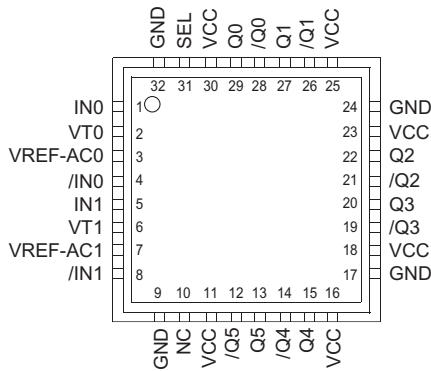 GND SEL VCC Q0 /Q0 Q1 /Q1 VCC
32 31 30 29 28 27 26 25
IN0 1 24 GND
VT0 2 23 VCC
VREF-AC0 3 22 Q2
/IN0 4 21 /Q2
IN1 5 20 Q3
VT1 6 19 /Q3
VREF-AC1 7 18 VCC
/IN1 8 17 GND
9 10 11 12 13 14 15 16
GND NC VCC /Q5 Q5 /Q4 Q4 VCC